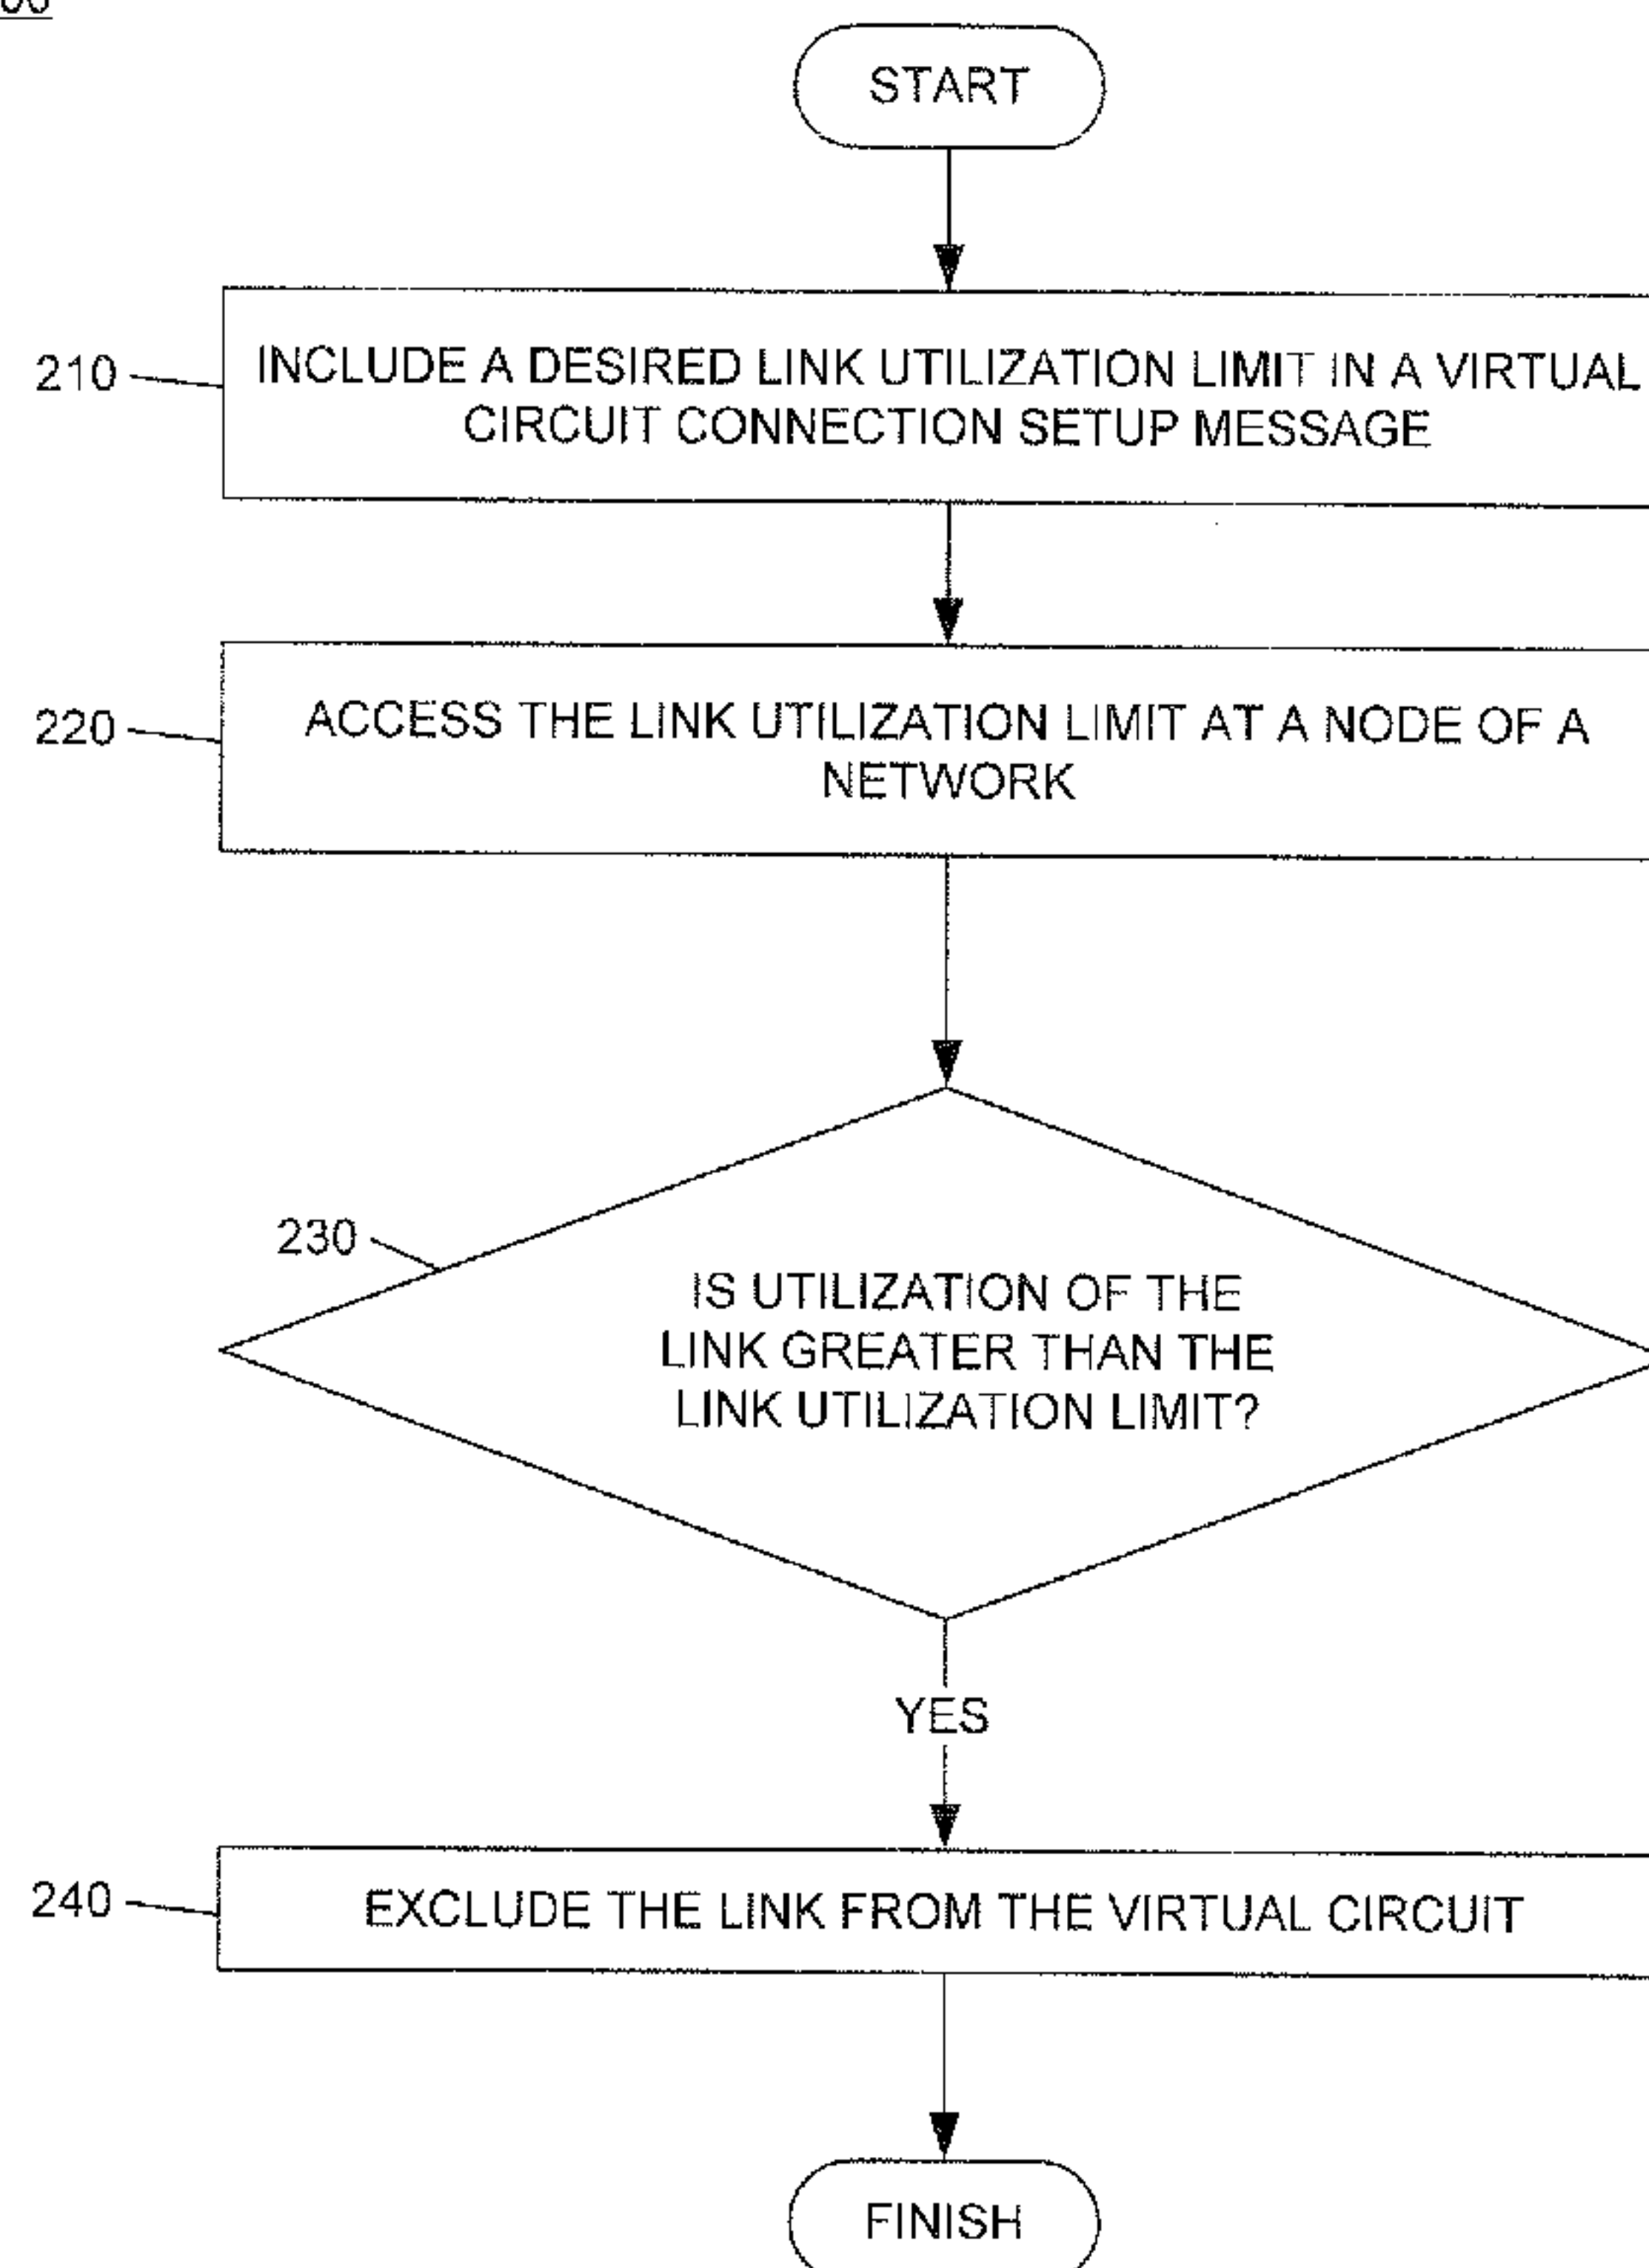 START
210
INCLUDE A DESIRED LINK UTILIZATION LIMIT IN A VIRTUAL
CIRCUIT CONNECTION SETUP MESSAGE
220
ACCESS THE LINK UTILIZATION LIMIT AT A NODE OF A
NETWORK
230
IS UTILIZATION OF THE
LINK GREATER THAN THE
LINK UTILIZATION LIMIT?
YES
240
EXCLUDE THE LINK FROM THE VIRTUAL CIRCUIT
FINISH